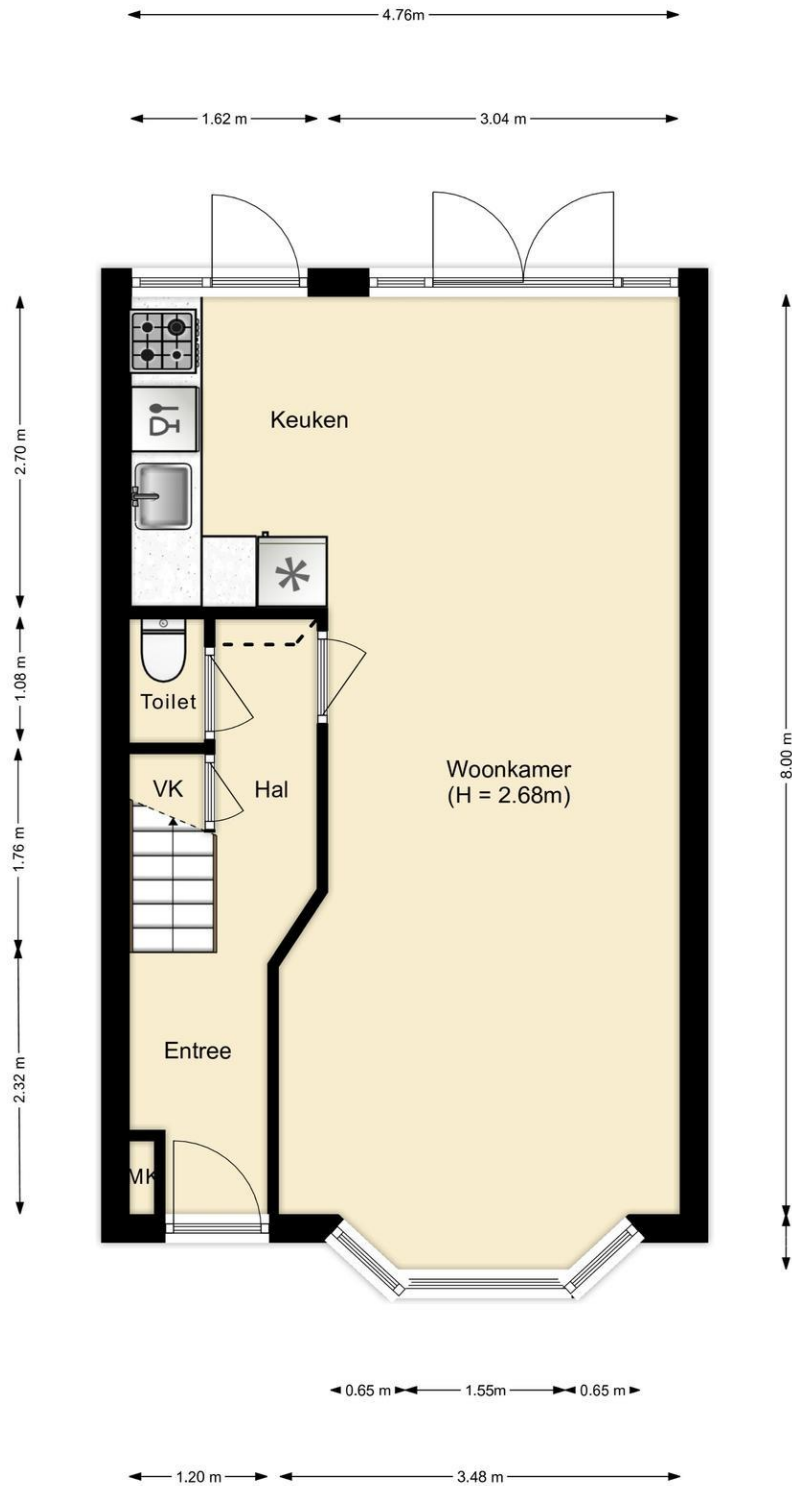 4.76m
1.62 m
3.04 m
2.70 m
Keuken
1.08 m
Toilet
VK
Hal
Woonkamer
(H = 2.68m)
8.00 m
1.76 m
Entree
2.32 m
MK
0.65 m
1.55m
0.65 m
1.20 m
3.48 m